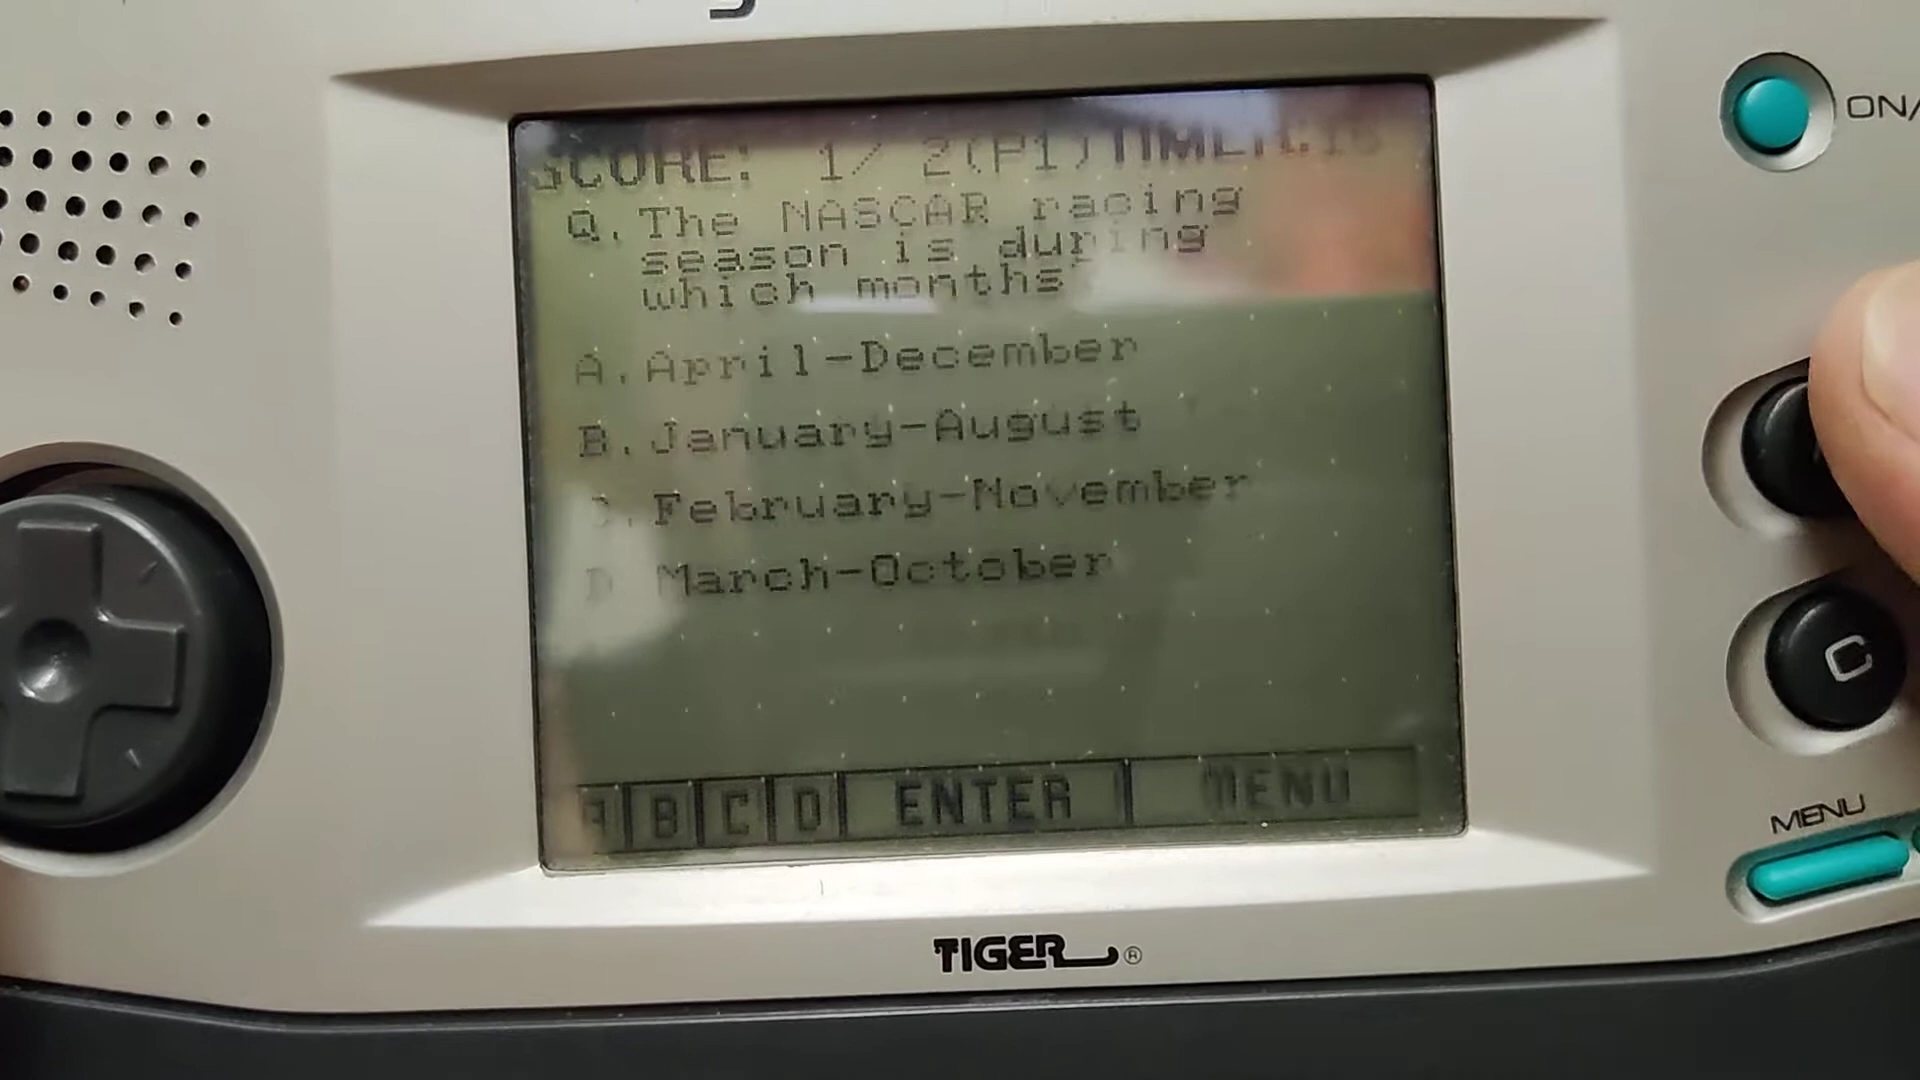 SCORE: 1/ 2(P1)TIMER:
Q. The NASCAR racing
season is during
which months
A. April-December
B. January-August
C. February-November
D March-October
A B C D ENTER MENU
ON/
C
MENU
TIGER®